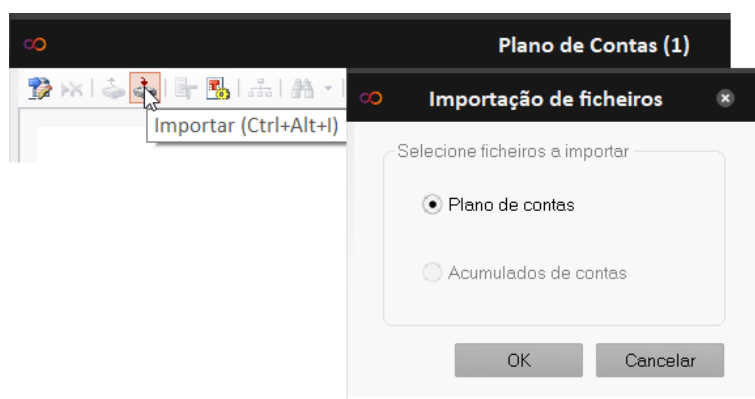 Plano de Contas (1)
Importar (Ctrl+Alt+I)
Importação de ficheiros
Selecione ficheiros a importar
Plano de contas
Acumulados de contas
OK
Cancelar